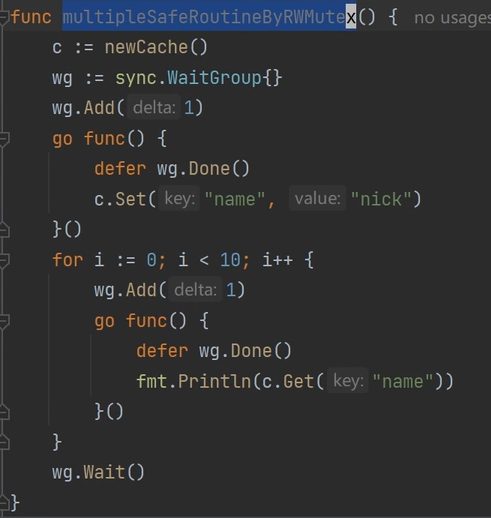 func multipleSafeRoutineByRWMutex() { no usages
    c := newCache()
    wg := sync.WaitGroup{}
    wg.Add( delta: 1)
    go func() {
        defer wg.Done()
        c.Set( key: "name", value: "nick")
    }()
    for i := 0; i < 10; i++ {
        wg.Add( delta: 1)
        go func() {
            defer wg.Done()
            fmt.Println(c.Get( key: "name"))
        }()
    }
    wg.Wait()
}